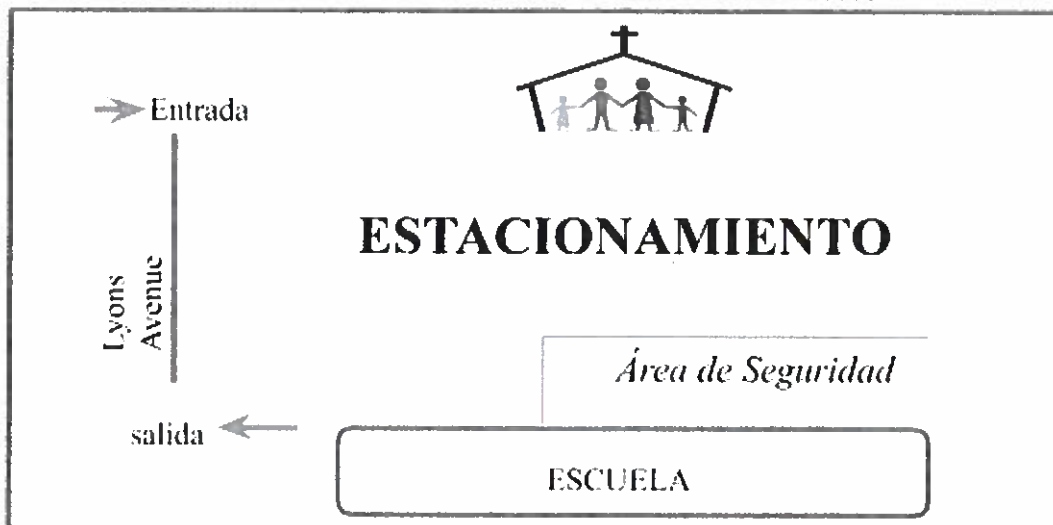 Entrada
ESTACIONAMIENTO
Lyons
Avenue
Área de Seguridad
salida
ESCUELA